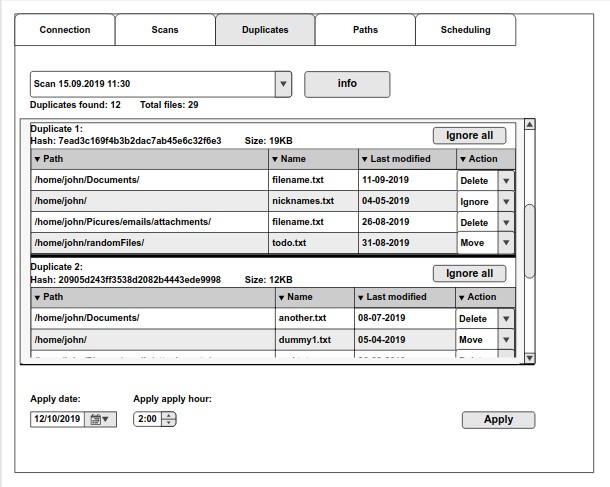 Connection Scans Duplicates Paths Scheduling
Scan 15.09.2019 11:30 info
Duplicates found: 12 Total files: 29
Duplicate 1:
Hash: 7ead3c169f4b3b2dac7ab45e6c32f6e3 Size: 19KB Ignore all
Path Name Last modified Action
/home/john/Documents/ filename.txt 11-09-2019 Delete
/home/john/ nicknames.txt 04-05-2019 Ignore
/home/john/Picures/emails/attachments/ filename.txt 26-08-2019 Delete
/home/john/randomFiles/ todo.txt 31-08-2019 Move
Duplicate 2:
Hash: 20905d243ff3538d2082b4443ede9998 Size: 12KB Ignore all
Path Name Last modified Action
/home/john/Documents/ another.txt 08-07-2019 Delete
/home/john/ dummy1.txt 05-04-2019 Move
Apply date: Apply apply hour:
12/10/2019 2:00 Apply